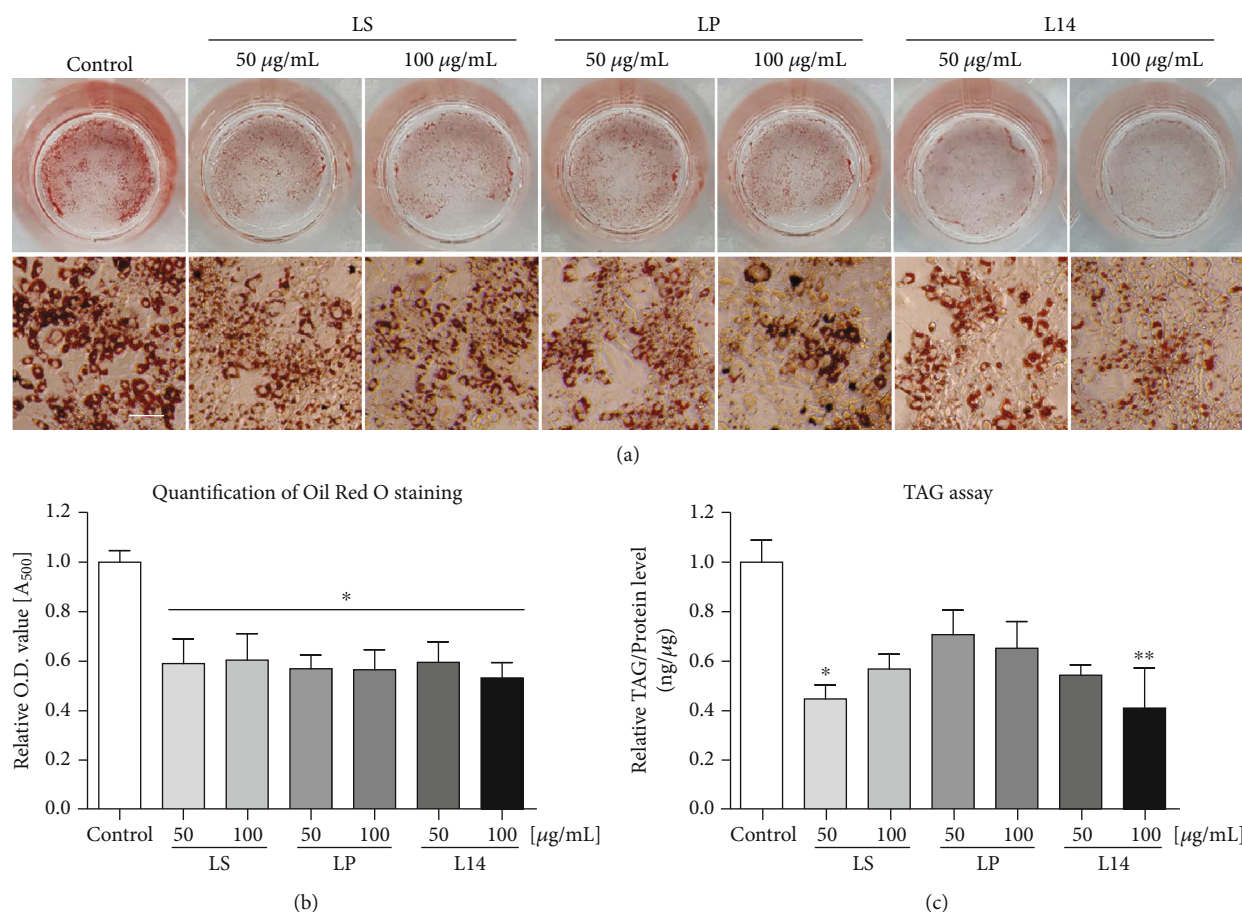 LS LP L14
Control 50 μg/mL 100 μg/mL 50 μg/mL 100 μg/mL 50 μg/mL 100 μg/mL
(a)
Quantification of Oil Red O staining
Relative O.D. value [A500]
1.2
1.0
0.8
0.6
0.4
0.2
0.0
*
Control 50 100 50 100 50 100 [μg/mL]
LS LP L14
(b)
TAG assay
Relative TAG/Protein level
(ng/μg)
1.2
1.0
0.8
0.6
0.4
0.2
0.0
*
**
Control 50 100 50 100 50 100 [μg/mL]
LS LP L14
(c)